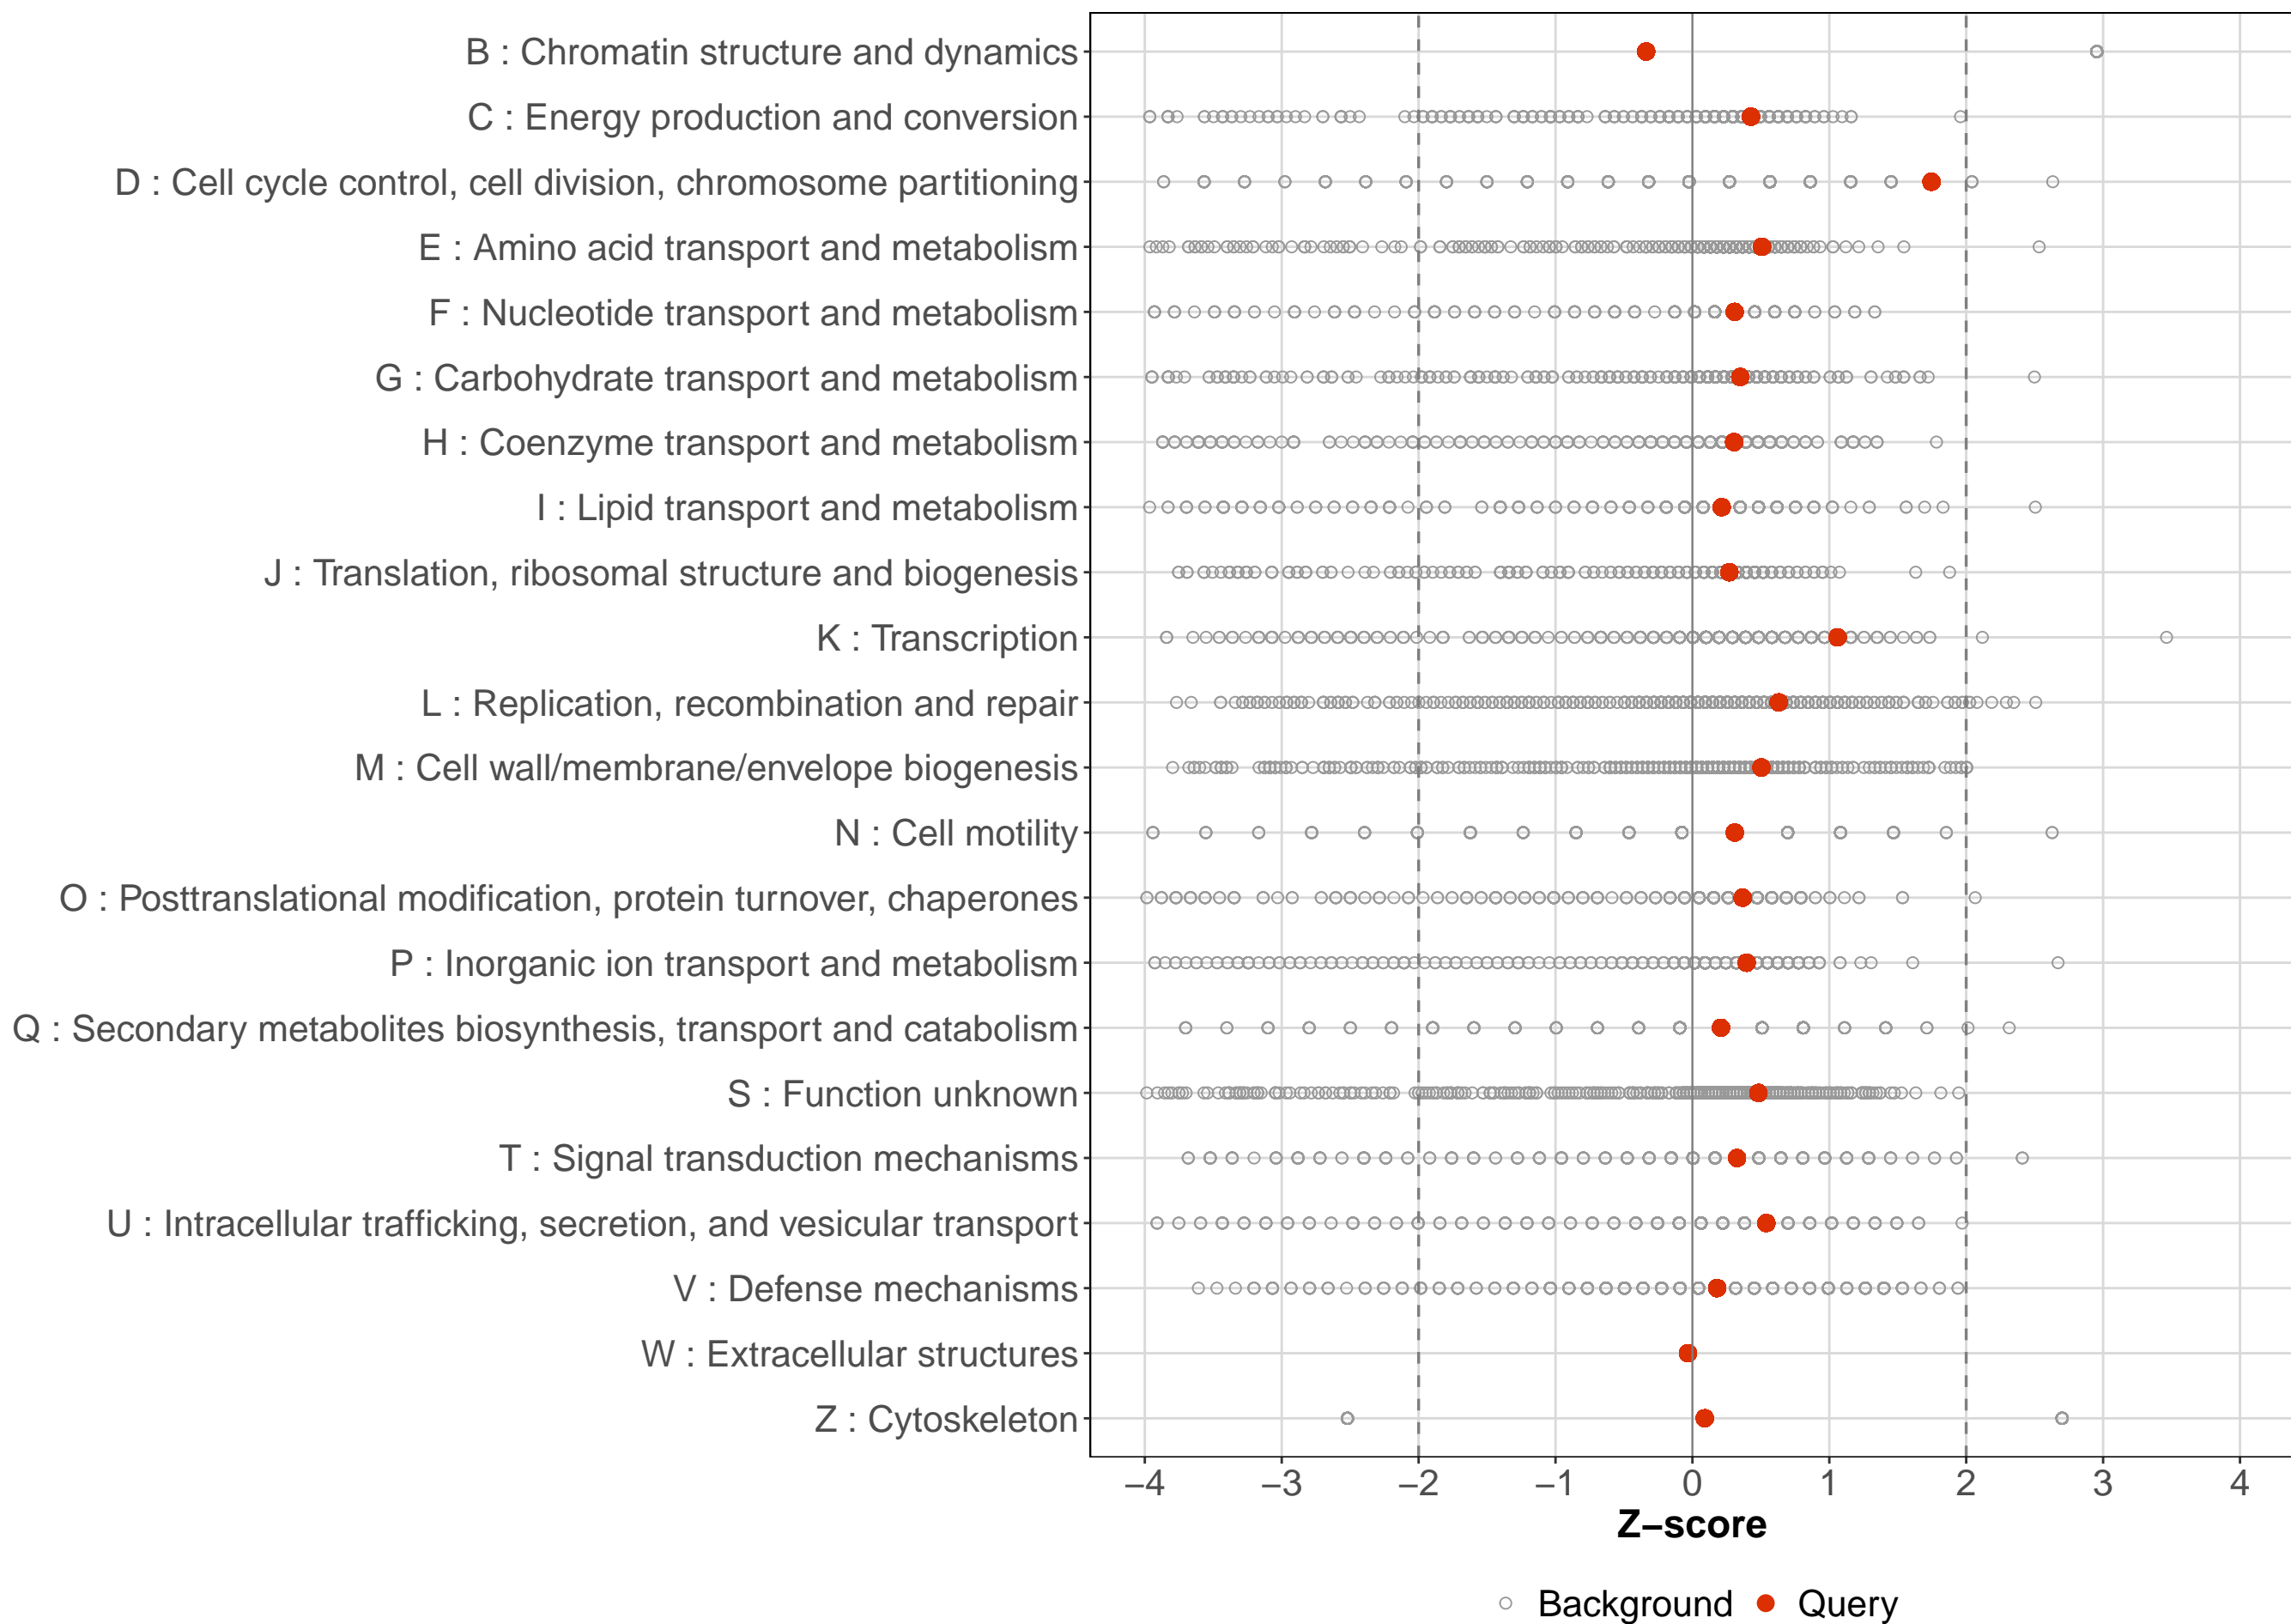 B : Chromatin structure and dynamics
C : Energy production and conversion
D : Cell cycle control, cell division, chromosome partitioning
E : Amino acid transport and metabolism
F : Nucleotide transport and metabolism
G : Carbohydrate transport and metabolism
H : Coenzyme transport and metabolism
I : Lipid transport and metabolism
J : Translation, ribosomal structure and biogenesis
K : Transcription
L : Replication, recombination and repair
M : Cell wall/membrane/envelope biogenesis
N : Cell motility
O : Posttranslational modification, protein turnover, chaperones
P : Inorganic ion transport and metabolism
Q : Secondary metabolites biosynthesis, transport and catabolism
S : Function unknown
T : Signal transduction mechanisms
U : Intracellular trafficking, secretion, and vesicular transport
V : Defense mechanisms
W : Extracellular structures
Z : Cytoskeleton
−4 −3 −2 −1 0 1 2 3 4
Z−score
Background Query